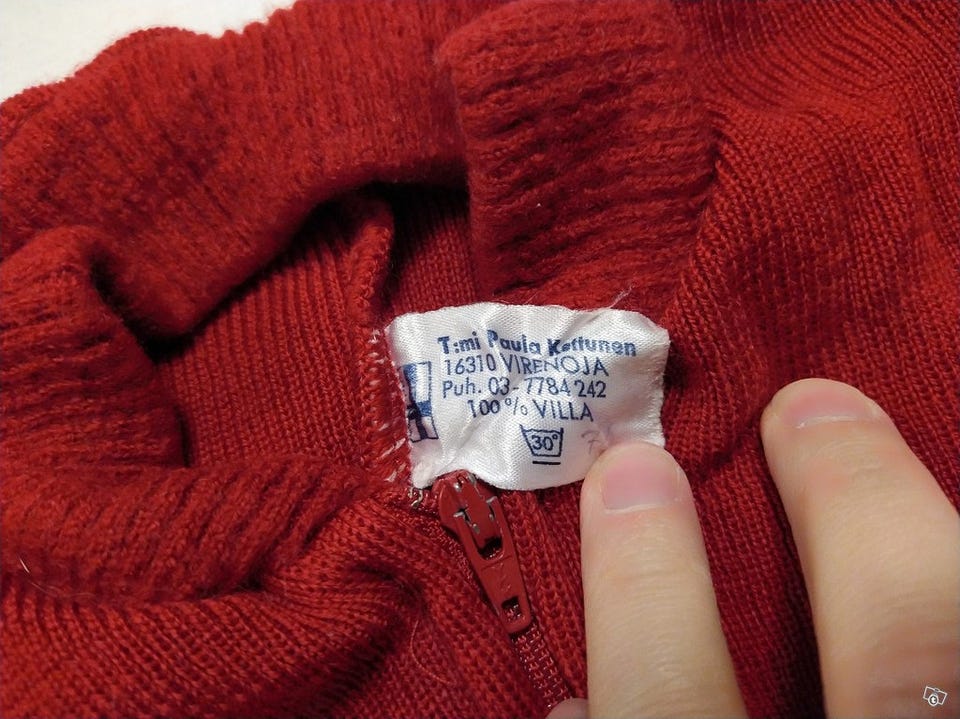 T:mi Paula Kettunen
16310 VIRENOJA
Puh. 03-7784 242
100 % VILLA
30°